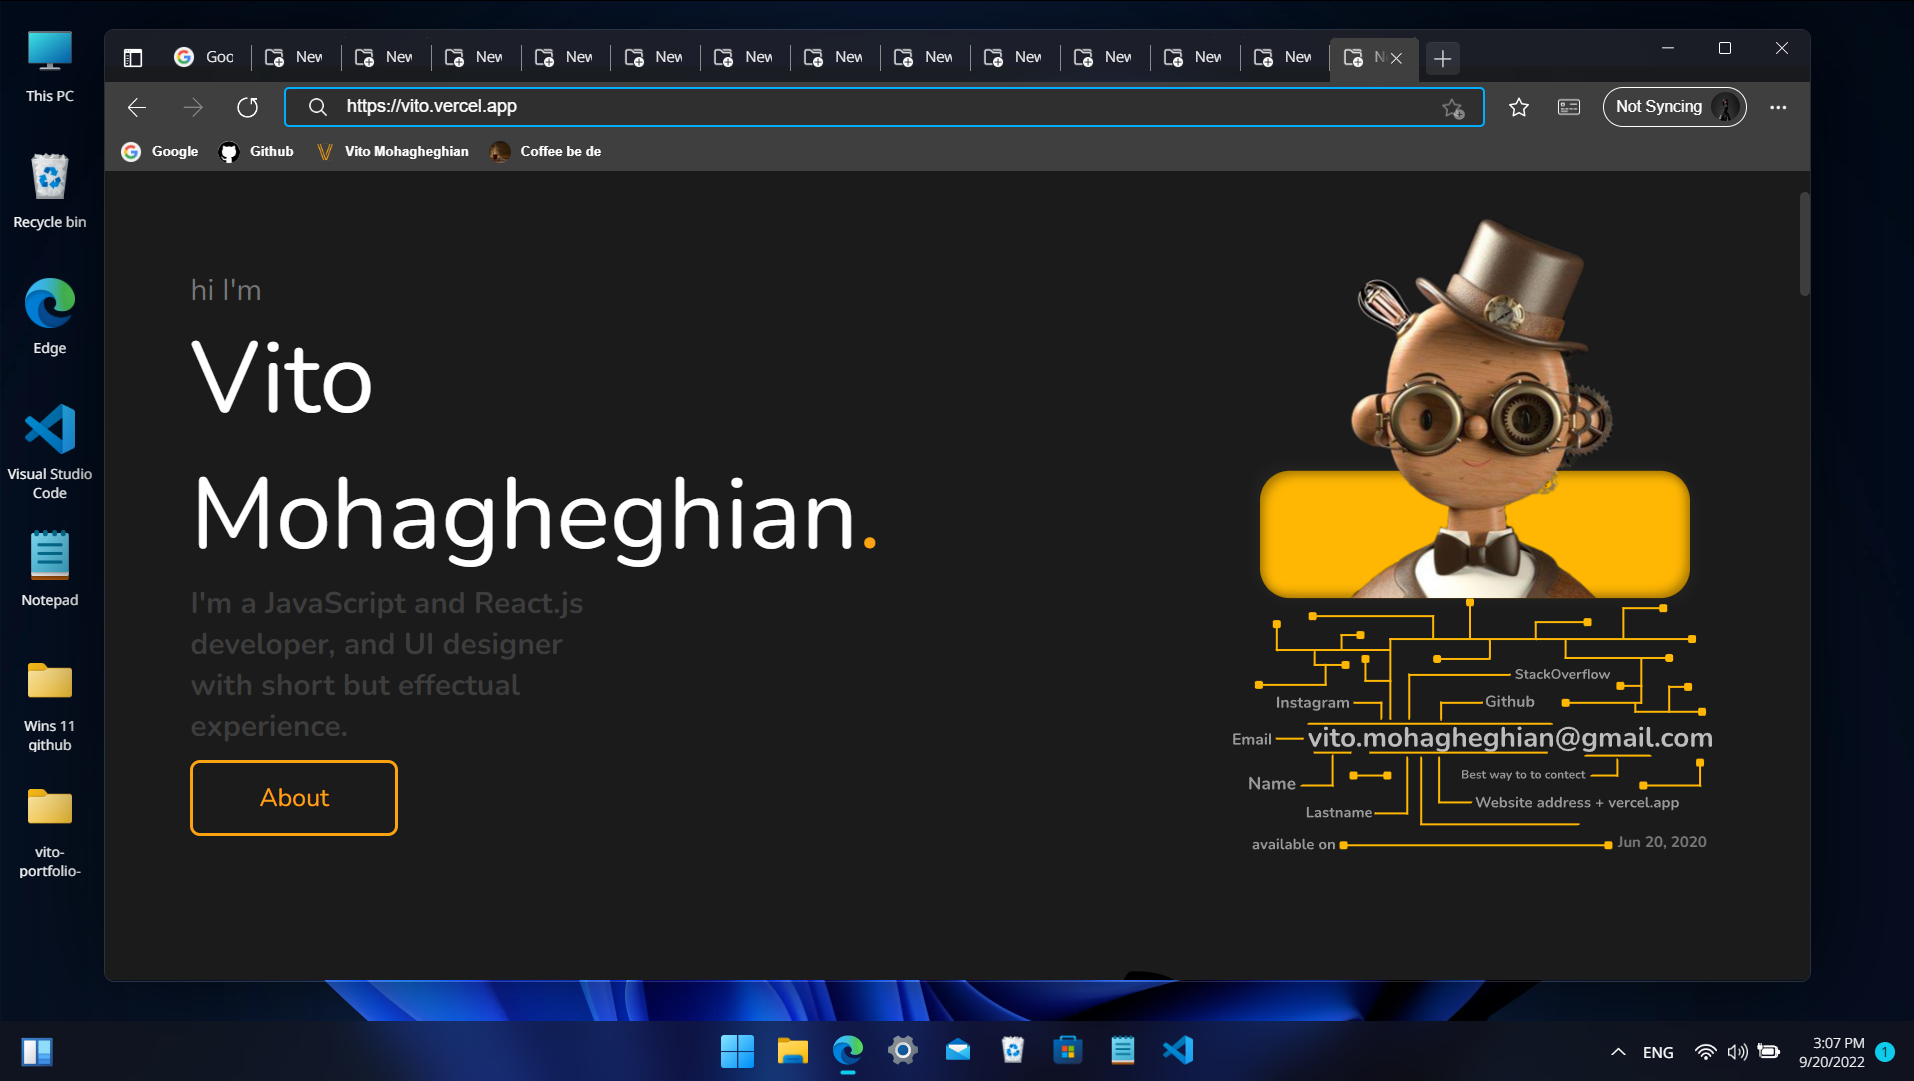 This PC
Recycle bin
Edge
Visual Studio
Code
Notepad
Wins 11
github
vito-
portfolio-
Goo
New
New
New
New
New
New
New
New
New
New
New
New
https://vito.vercel.app
Not Syncing
Google
Github
Vito Mohagheghian
Coffee be de
hi I'm
Vito
Mohagheghian.
I'm a JavaScript and React.js
developer, and UI designer
with short but effectual
experience.
About
StackOverflow
Instagram
Github
Email
vito.mohagheghian@gmail.com
Best way to to contect
Name
Website address + vercel.app
Lastname
available on
Jun 20, 2020
ENG
3:07 PM
9/20/2022
1